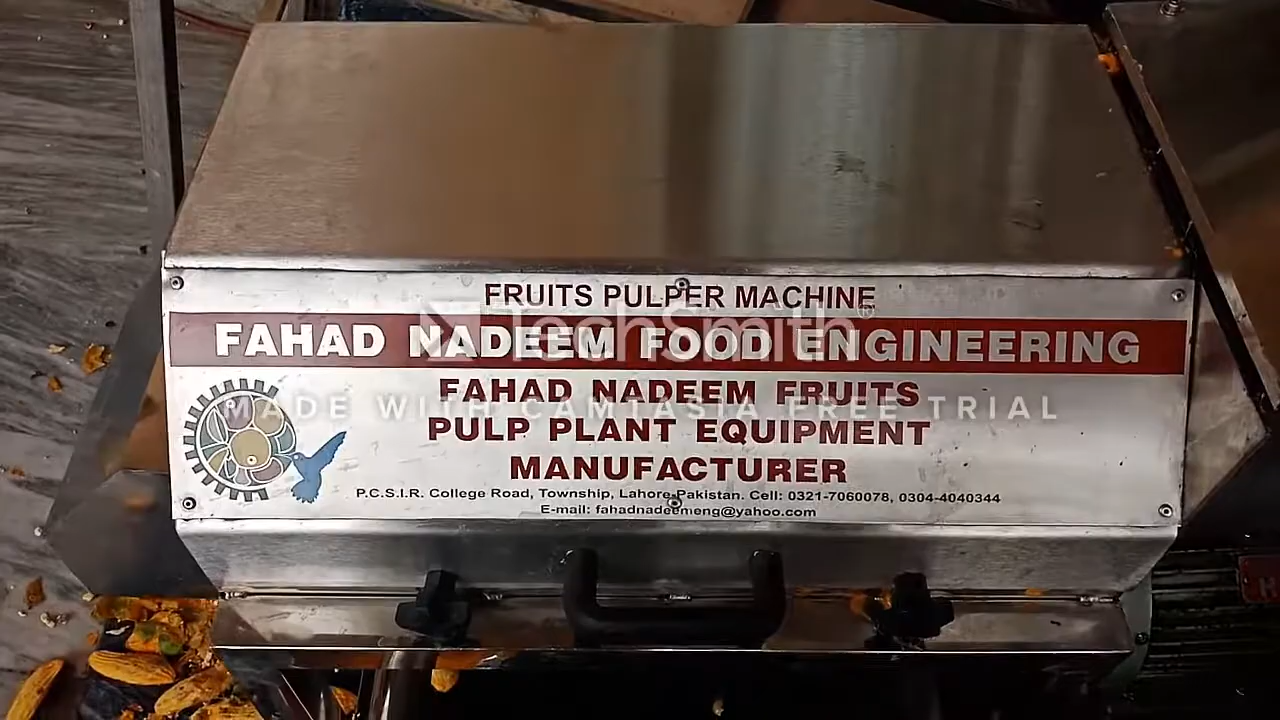 FRUITS PULPER MACHINE
FAHAD NADEEM FOOD ENGINEERING
TechSmith
FAHAD NADEEM FRUITS
MADE WITH CAMTASIA FREE TRIAL
PULP PLANT EQUIPMENT
MANUFACTURER
P.C.S.I.R. College Road, Township, Lahore-Pakistan. Cell: 0321-7060078, 0304-4040344
E-mail: fahadnadeemeng@yahoo.com